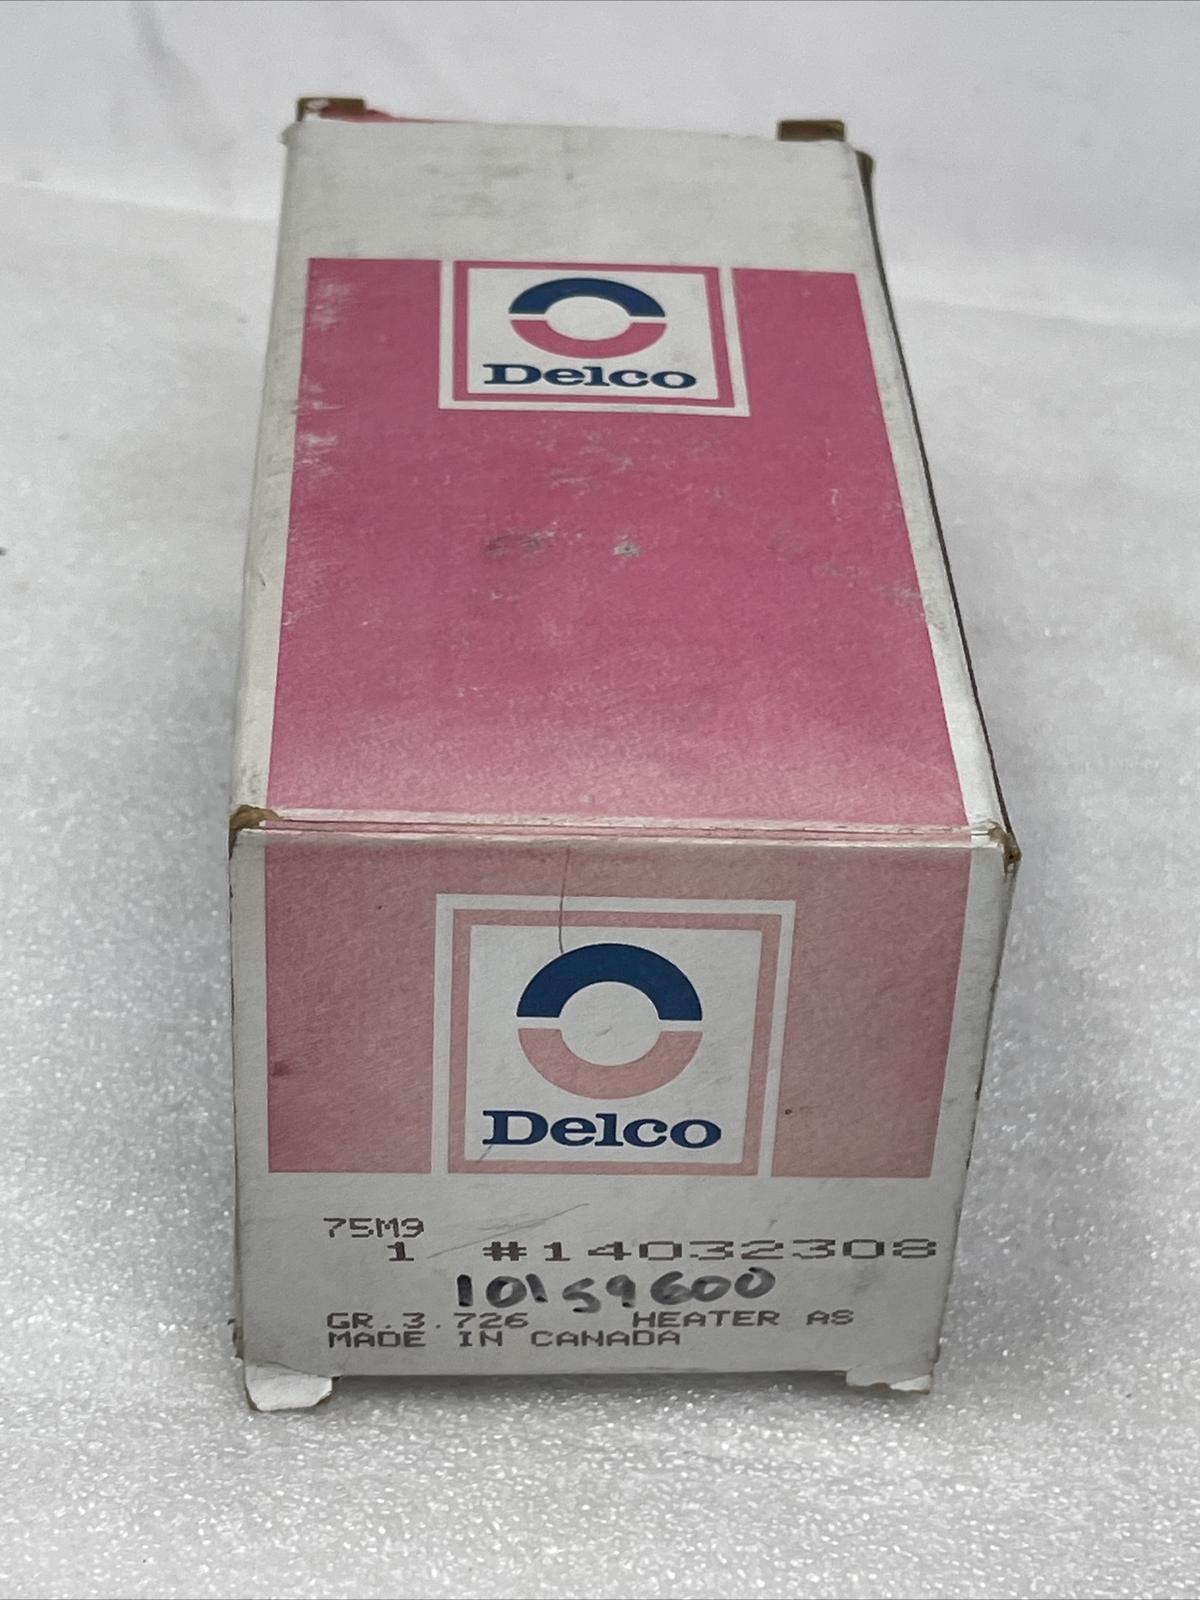 Delco
Delco
75M9
1 #14032308
10159600
GR.3.726 HEATER AS
MADE IN CANADA